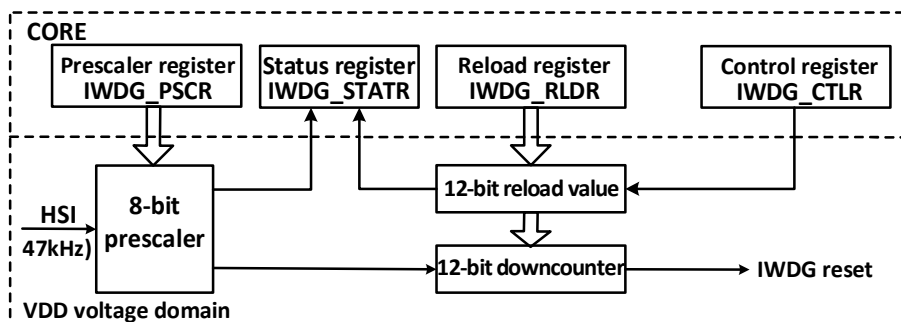 CORE
Prescaler register
IWDG_PSCR
Status register
IWDG_STATR
Reload register
IWDG_RLDR
Control register
IWDG_CTLR
HSI
47kHz)
8-bit
prescaler
12-bit reload value
12-bit downcounter
IWDG reset
VDD voltage domain